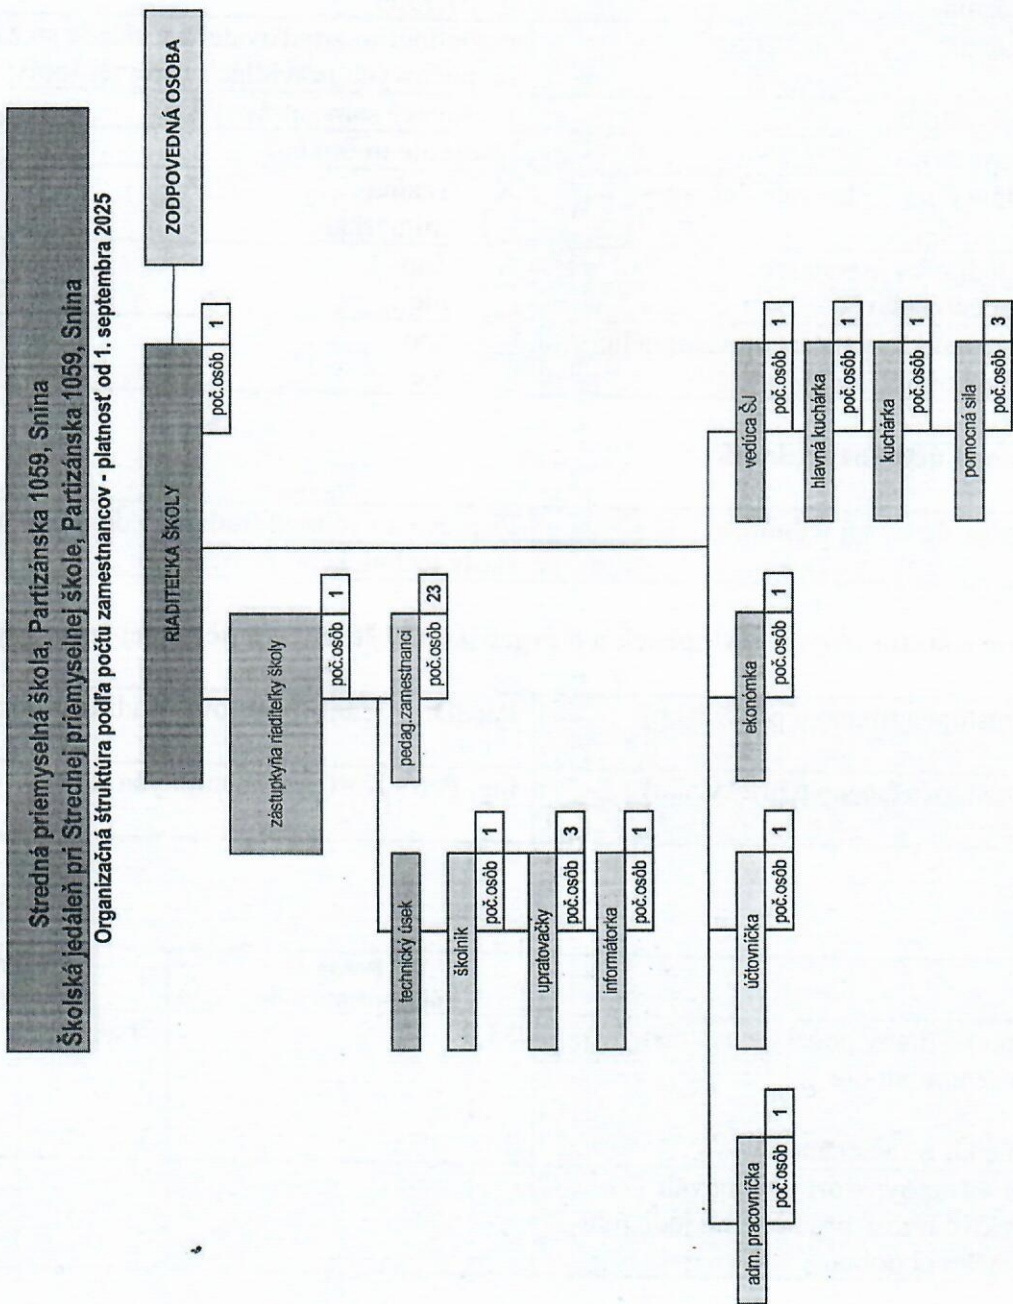 Stredná priemyselná škola, Partizánska 1059, Snina
Školská jedáleň pri Strednej priemyselnej škole, Partizánska 1059, Snina
Organizačná štruktúra podľa počtu zamestnancov - platnosť od 1. septembra 2025
RIADITEĽKA ŠKOLY
poč.osôb 1
ZODPOVEDNÁ OSOBA
zástupkyňa riaditeľky školy
poč.osôb 1
technický úsek
pedag.zamestnanci
poč.osôb 23
školník
poč.osôb 1
upratovačky
poč.osôb 3
informátorka
poč.osôb 1
adm. pracovníčka
poč.osôb 1
účtovníčka
poč.osôb 1
ekonómka
poč.osôb 1
vedúca ŠJ
poč.osôb 1
hlavná kuchárka
poč.osôb 1
kuchárka
poč.osôb 1
pomocná sila
poč.osôb 3